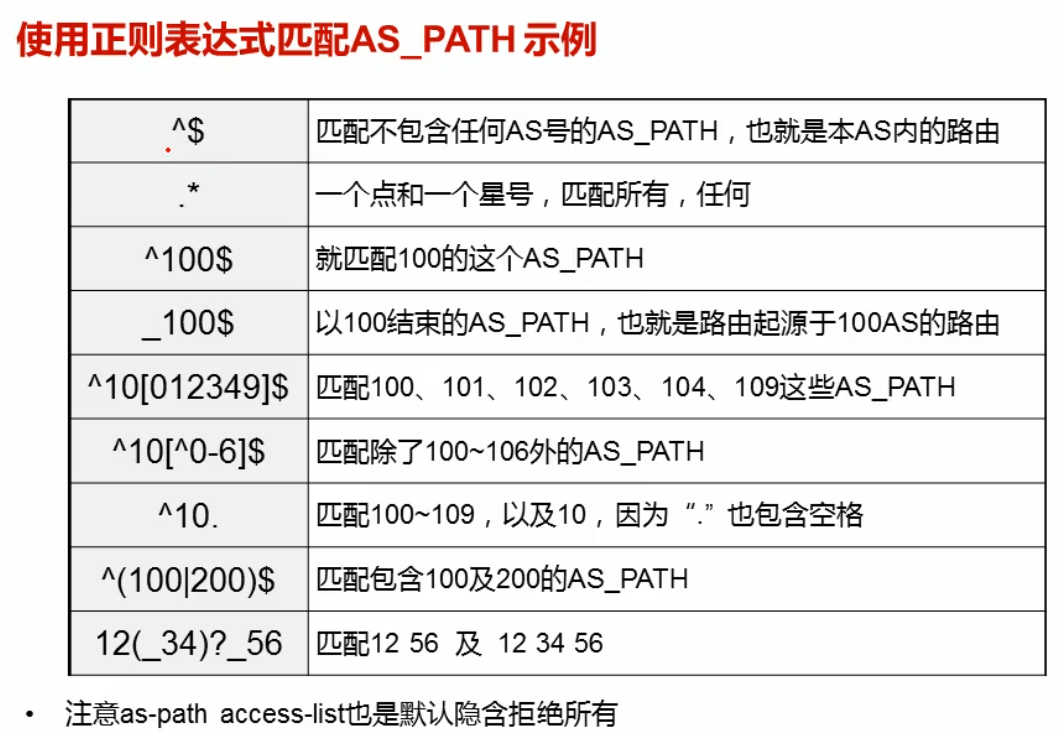 使用正则表达式匹配AS_PATH 示例
^$ 匹配不包含任何AS号的AS_PATH，也就是本AS内的路由
.* 一个点和一个星号，匹配所有，任何
^100$ 就匹配100的这个AS_PATH
_100$ 以100结束的AS_PATH，也就是路由起源于100AS的路由
^10[012349]$ 匹配100、101、102、103、104、109这些AS_PATH
^10[^0-6]$ 匹配除了100~106外的AS_PATH
^10. 匹配100~109，以及10，因为“.”也包含空格
^(100|200)$ 匹配包含100及200的AS_PATH
12(_34)?_56 匹配12 56 及 12 34 56
• 注意as-path access-list也是默认隐含拒绝所有